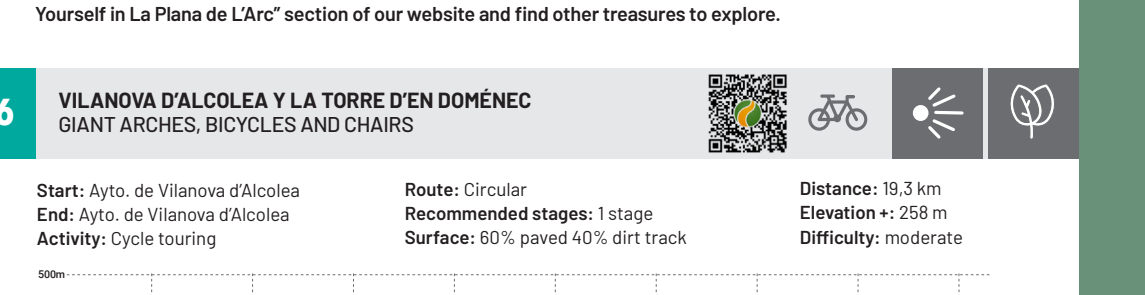 Yourself in La Plana de L’Arc” section of our website and find other treasures to explore.
6
VILANOVA D’ALCOLEA Y LA TORRE D’EN DOMÉNEC
GIANT ARCHES, BICYCLES AND CHAIRS
Start: Ayto. de Vilanova d’Alcolea
End: Ayto. de Vilanova d’Alcolea
Activity: Cycle touring
Route: Circular
Recommended stages: 1 stage
Surface: 60% paved 40% dirt track
Distance: 19,3 km
Elevation +: 258 m
Difficulty: moderate
500m